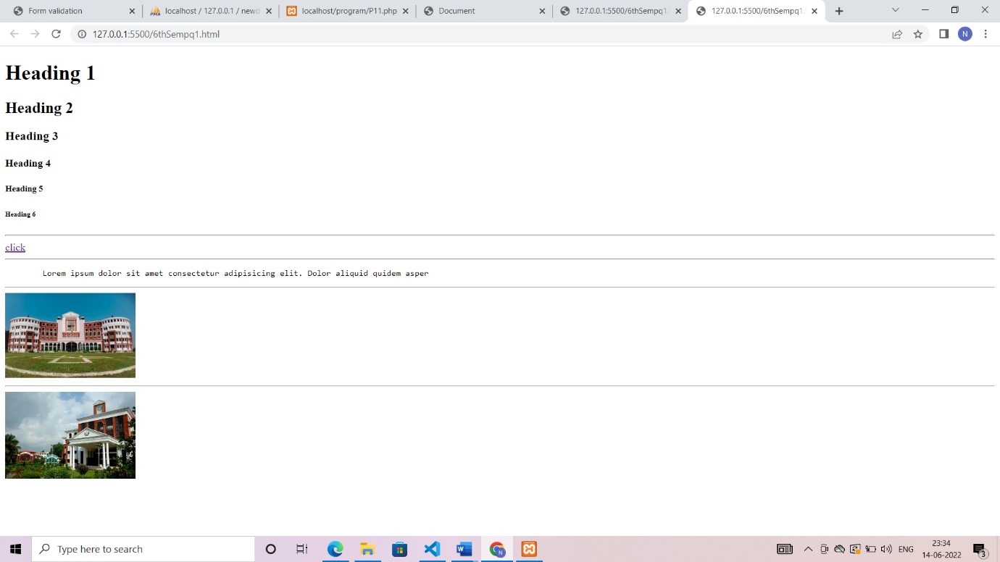 Form validation
localhost / 127.0.0.1 / newd
localhost/program/P11.php
Document
127.0.0.1:5500/6thSempq1.
127.0.0.1:5500/6thSempq1.
127.0.0.1:5500/6thSempq1.html
N
Heading 1
Heading 2
Heading 3
Heading 4
Heading 5
Heading 6
click
Lorem ipsum dolor sit amet consectetur adipisicing elit. Dolor aliquid quidem asper
Type here to search
ENG
23:34
14-06-2022
3